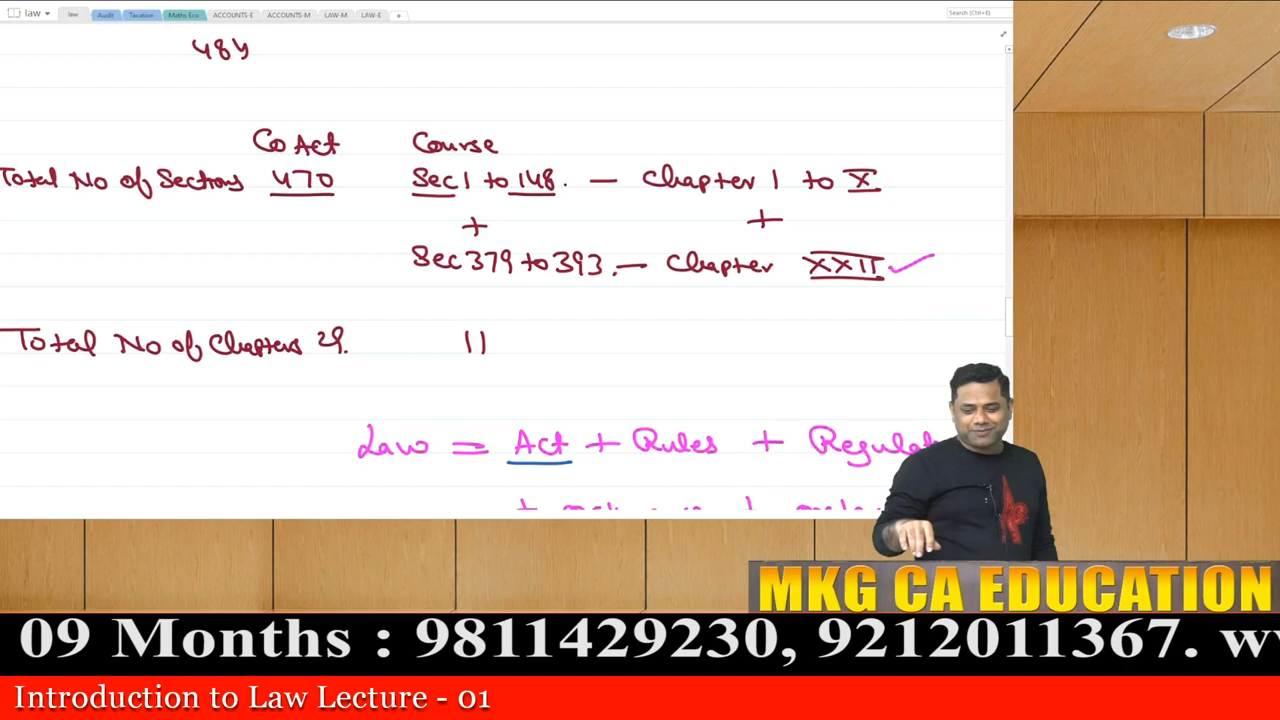 law
law
Audit
Taxation
Maths Eco
ACCOUNTS-E
ACCOUNTS-M
LAW-M
LAW-E
Search (Ctrl+E)
484
Co Act Course
Total No of Sections 470 Sec 1 to 148. — Chapter 1 to X
+ +
Sec 379 to 393. — Chapter XXII ✓
Total No of Chapters 29. 11
Law = Act + Rules + Regulat
MKG CA EDUCATION
09 Months : 9811429230, 9212011367. w
Introduction to Law Lecture - 01